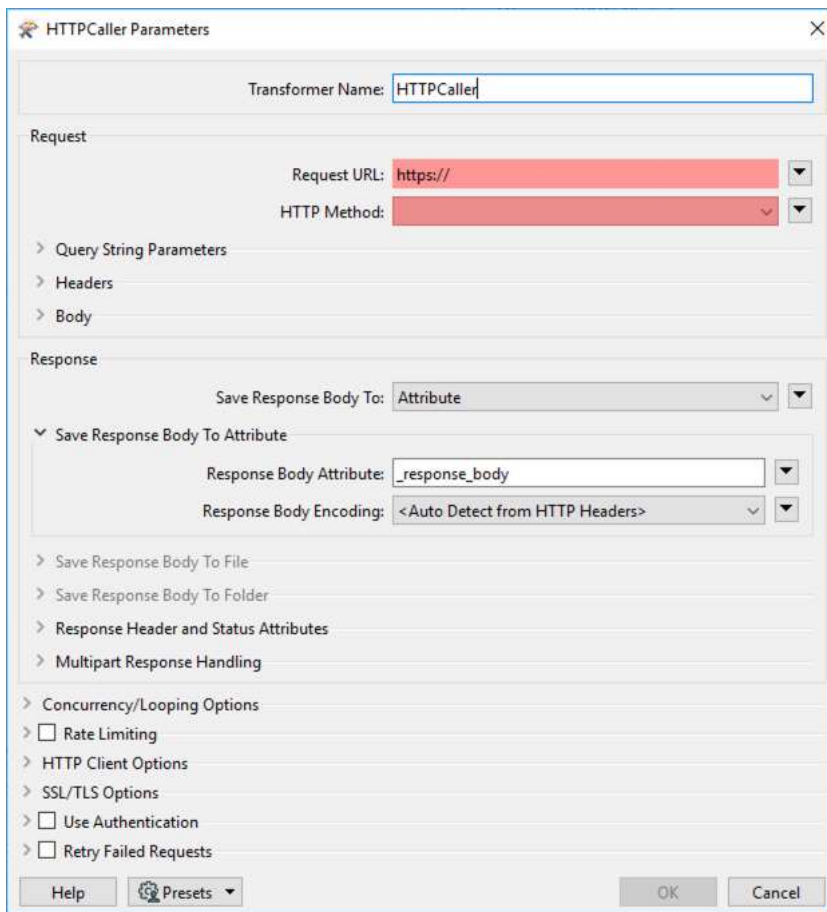 HTTPCaller Parameters
Transformer Name: HTTPCaller
Request
Request URL: https://
HTTP Method:
Query String Parameters
Headers
Body
Response
Save Response Body To: Attribute
Save Response Body To Attribute
Response Body Attribute: _response_body
Response Body Encoding: <Auto Detect from HTTP Headers>
Save Response Body To File
Save Response Body To Folder
Response Header and Status Attributes
Multipart Response Handling
Concurrency/Looping Options
Rate Limiting
HTTP Client Options
SSL/TLS Options
Use Authentication
Retry Failed Requests
Help Presets OK Cancel